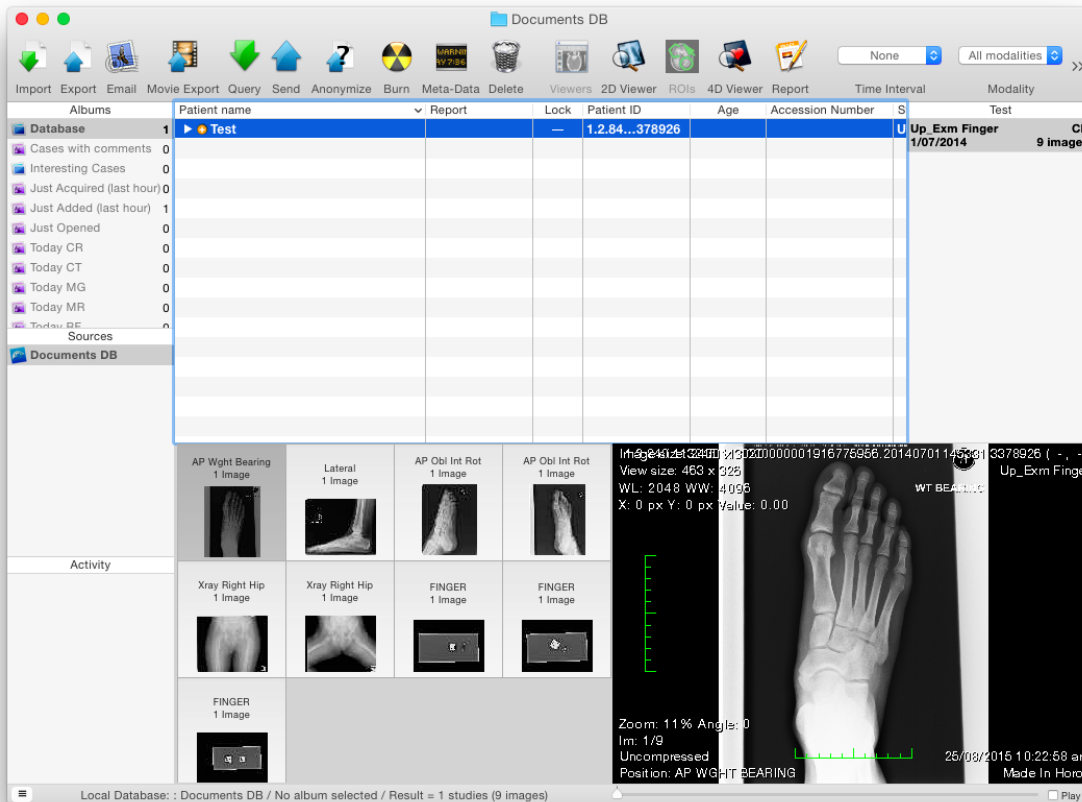 Documents DB
None
All modalities
Import Export Email Movie Export Query Send Anonymize Burn Meta-Data Delete Viewers 2D Viewer ROIs 4D Viewer Report Time Interval Modality
Albums
Database 1
Cases with comments 0
Interesting Cases 0
Just Acquired (last hour) 0
Just Added (last hour) 1
Just Opened 0
Today CR 0
Today CT 0
Today MG 0
Today MR 0
Today RF 0
Sources
Documents DB
Activity
Patient name Report Lock Patient ID Age Accession Number S
Test — 1.2.84...378926 U
Test
Up_Exm Finger
1/07/2014 9 image
AP Wght Bearing
1 Image
Lateral
1 Image
AP Obl Int Rot
1 Image
AP Obl Int Rot
1 Image
Xray Right Hip
1 Image
Xray Right Hip
1 Image
FINGER
1 Image
FINGER
1 Image
FINGER
1 Image
View size: 463 x 326
Up_Exm Finge
WL: 2048 WW: 4095
WT BEARING
X: 0 px Y: 0 px Value: 0.00
Zoom: 11% Angle: 0
Im: 1/9
Uncompressed
25/08/2015 10:22:58 a
Position: AP WGHT BEARING
Made In Horo
Local Database: : Documents DB / No album selected / Result = 1 studies (9 images)
Play